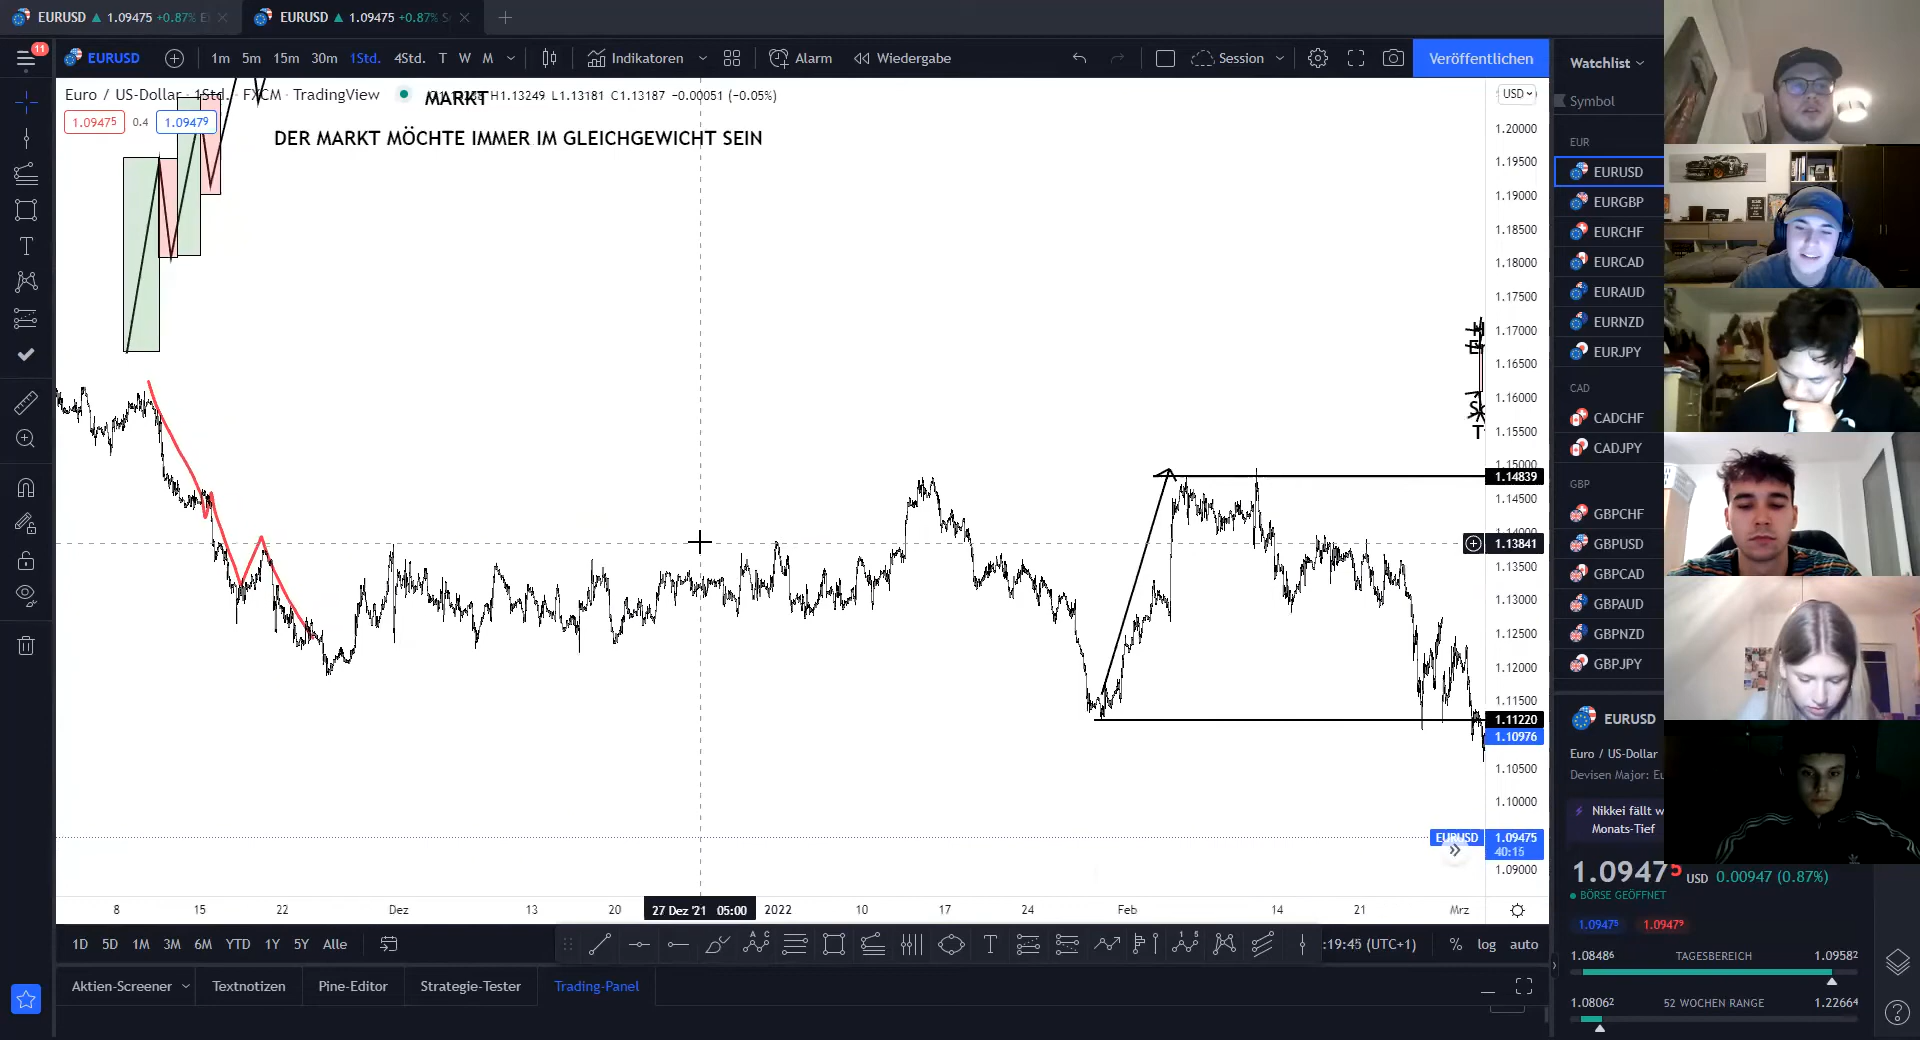 EURUSD ▲ 1.09475 +0.87%
EURUSD ▲ 1.09475 +0.87%
11
EURUSD
1m 5m 15m 30m 1Std. 4Std. T W M
Indikatoren
Alarm
Wiedergabe
Session
Veröffentlichen
Euro / US-Dollar · 1Std. · FXCM · TradingView
MARKT
H1.13249 L1.13181 C1.13187 −0.00051 (−0.05%)
1.09475 0.4 1.09479
DER MARKT MÖCHTE IMMER IM GLEICHGEWICHT SEIN
USD
1.20000
1.19500
1.19000
1.18500
1.18000
1.17500
1.17000
1.16500
1.16000
1.15500
1.15000
1.14839
1.14500
1.14000
1.13841
1.13500
1.13000
1.12500
1.12000
1.11500
1.11220
1.10976
1.10500
1.10000
EURUSD 1.09475
40:15
1.09000
8 15 22 Dez 13 20 27 Dez '21 05:00 2022 10 17 24 Feb 14 21 Mrz
1D 5D 1M 3M 6M YTD 1Y 5Y Alle
:19:45 (UTC+1) % log auto
Aktien-Screener
Textnotizen
Pine-Editor
Strategie-Tester
Trading-Panel
Watchlist
Symbol
EUR
EURUSD
EURGBP
EURCHF
EURCAD
EURAUD
EURNZD
EURJPY
CAD
CADCHF
CADJPY
GBP
GBPCHF
GBPUSD
GBPCAD
GBPAUD
GBPNZD
GBPJPY
EURUSD
Euro / US-Dollar
Devisen Major: Eu
Nikkei fällt w
Monats-Tief
1.09475 USD 0.00947 (0.87%)
BÖRSE GEÖFFNET
1.09475 1.09479
1.08486 TAGESBEREICH 1.09582
1.08062 52 WOCHEN RANGE 1.22664